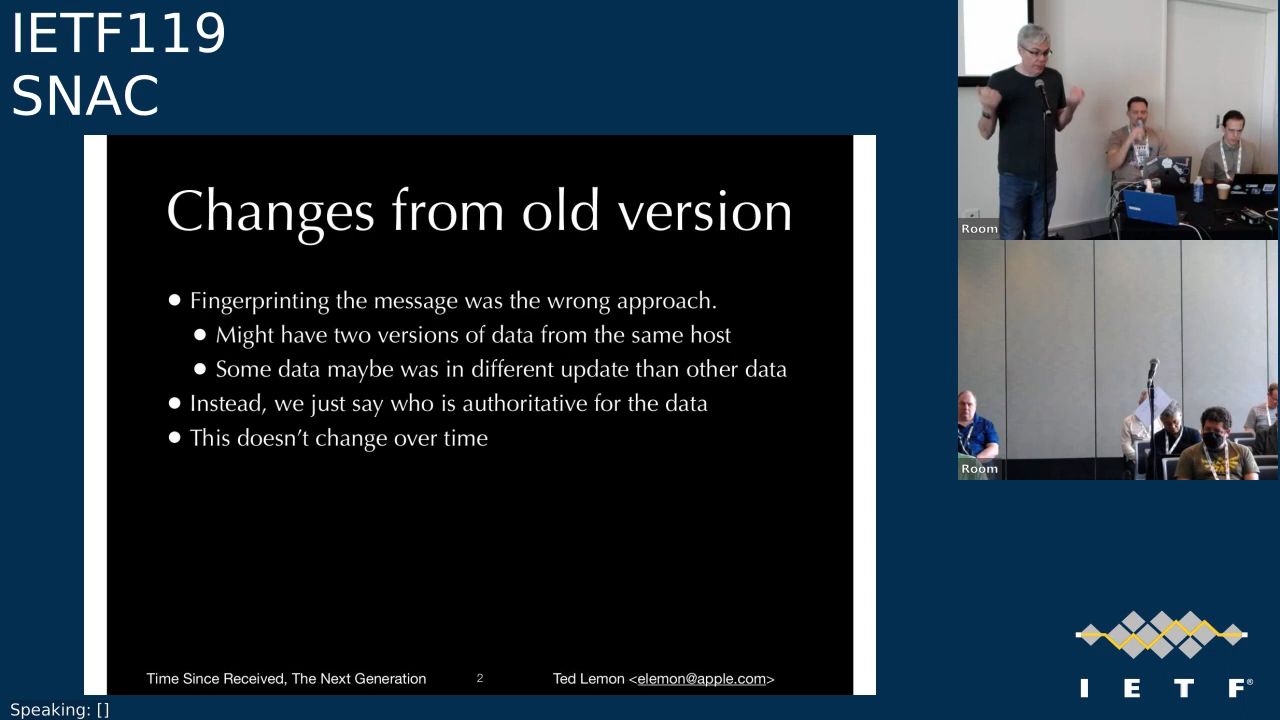 IETF119
SNAC
Changes from old version
● Fingerprinting the message was the wrong approach.
● Might have two versions of data from the same host
● Some data maybe was in different update than other data
● Instead, we just say who is authoritative for the data
● This doesn’t change over time
Time Since Received, The Next Generation 2 Ted Lemon <elemon@apple.com>
Room
Room
I E T F®
Speaking: []